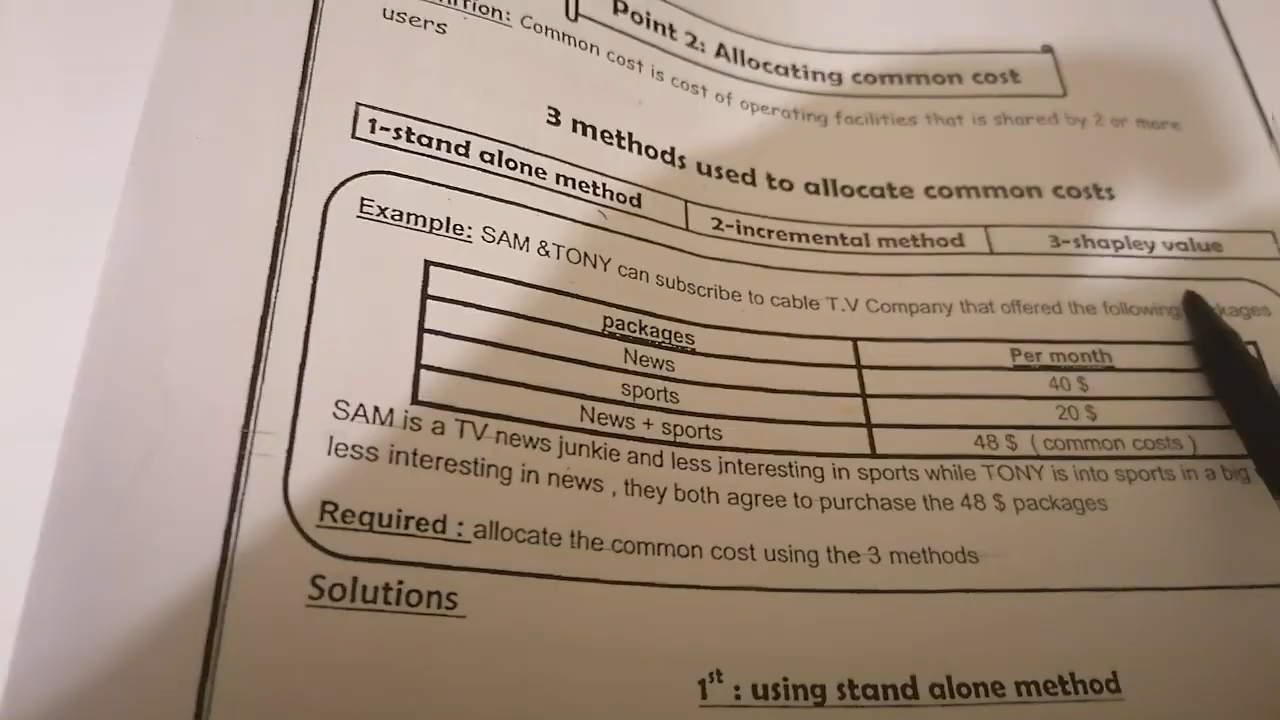 Point 2: Allocating common cost
tion: Common cost is cost of operating facilities that is shared by 2 or more
users
3 methods used to allocate common costs
1-stand alone method 2-incremental method 3-shapley value
Example: SAM &TONY can subscribe to cable T.V Company that offered the following kages
packages Per month
News 40 $
sports 20 $
News + sports 48 $ ( common costs )
SAM is a TV news junkie and less interesting in sports while TONY is into sports in a big
less interesting in news , they both agree to purchase the 48 $ packages
Required : allocate the common cost using the 3 methods
Solutions
1st : using stand alone method